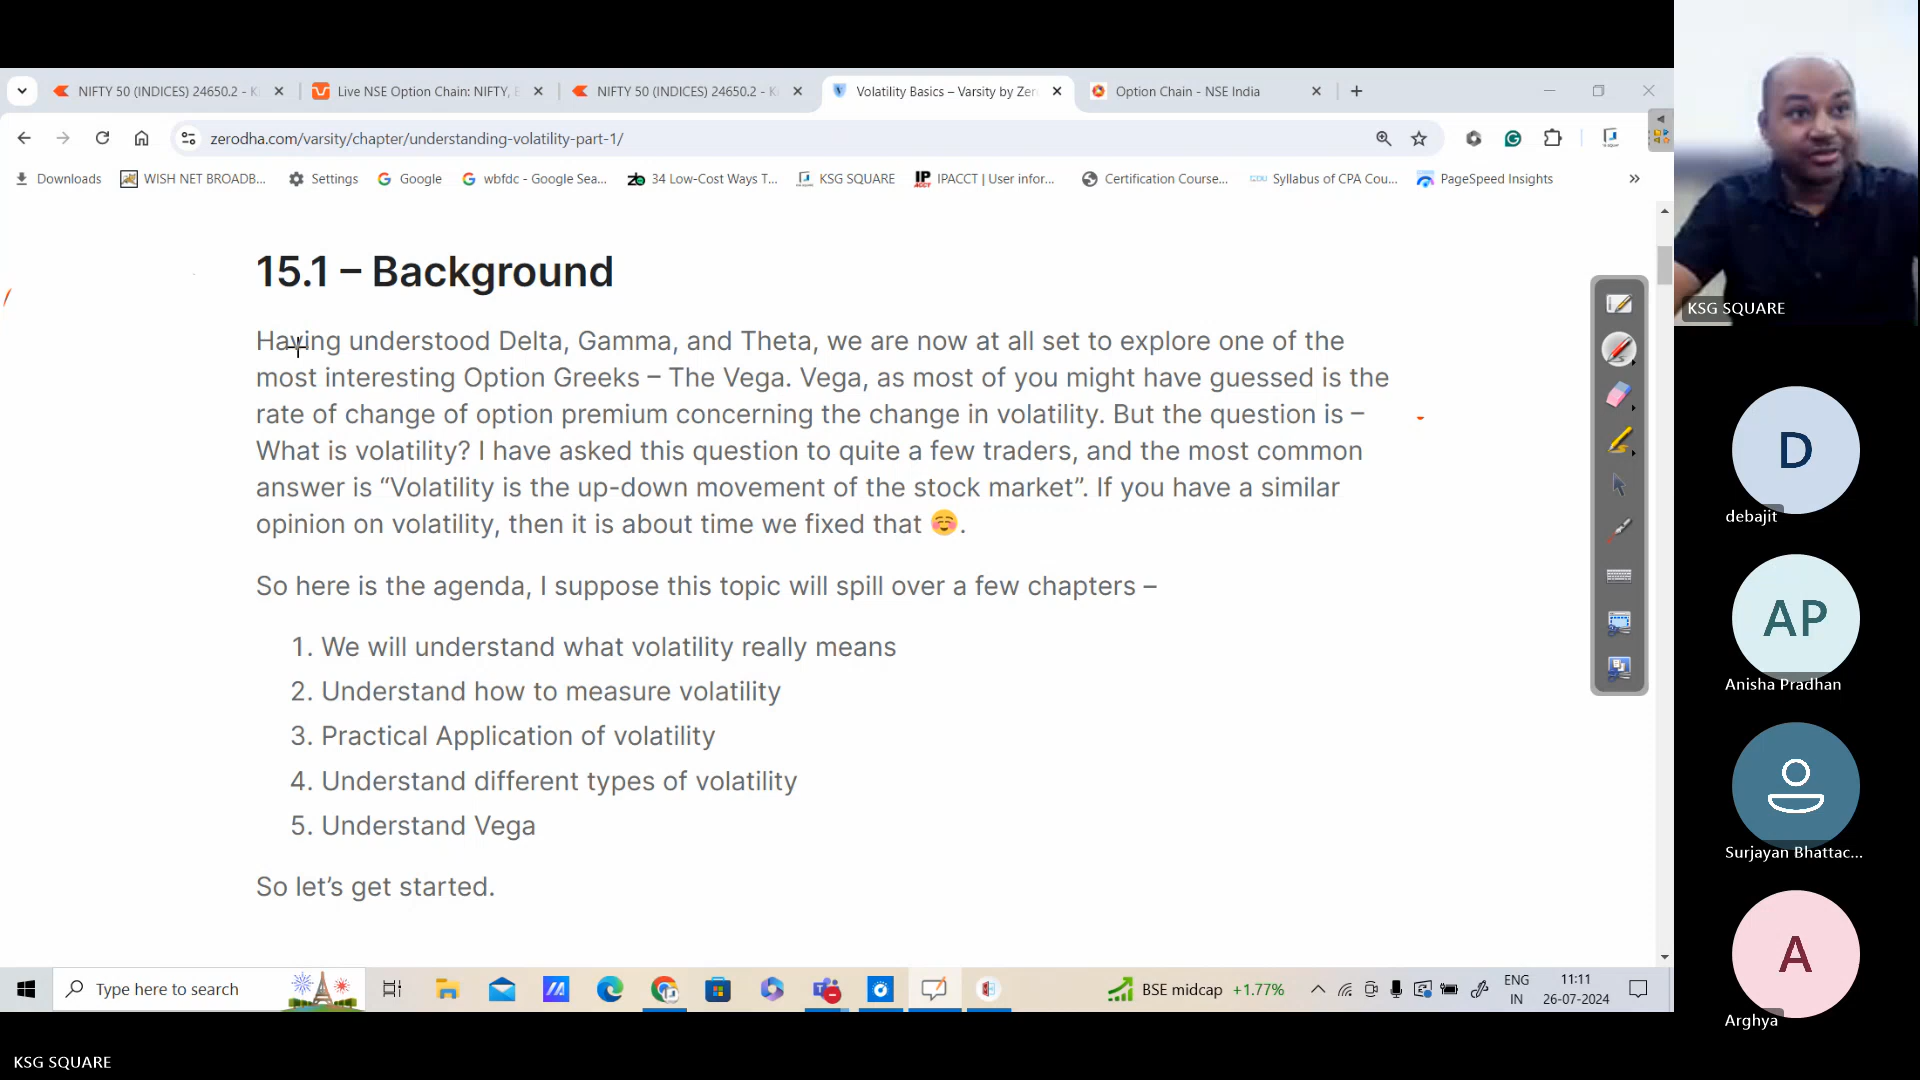 NIFTY 50 (INDICES) 24650.2 - K
Live NSE Option Chain: NIFTY, B
NIFTY 50 (INDICES) 24650.2 - K
Volatility Basics – Varsity by Zer
Option Chain - NSE India
zerodha.com/varsity/chapter/understanding-volatility-part-1/
Downloads
WISH NET BROADB...
Settings
Google
wbfdc - Google Sea...
34 Low-Cost Ways T...
KSG SQUARE
IPACCT | User infor...
Certification Course...
Syllabus of CPA Cou...
PageSpeed Insights
15.1 – Background
Having understood Delta, Gamma, and Theta, we are now at all set to explore one of the
most interesting Option Greeks – The Vega. Vega, as most of you might have guessed is the
rate of change of option premium concerning the change in volatility. But the question is –
What is volatility? I have asked this question to quite a few traders, and the most common
answer is “Volatility is the up-down movement of the stock market”. If you have a similar
opinion on volatility, then it is about time we fixed that ☺.
So here is the agenda, I suppose this topic will spill over a few chapters –
1. We will understand what volatility really means
2. Understand how to measure volatility
3. Practical Application of volatility
4. Understand different types of volatility
5. Understand Vega
So let’s get started.
Type here to search
BSE midcap +1.77%
ENG
IN
11:11
26-07-2024
KSG SQUARE
D
debajit
AP
Anisha Pradhan
Surjayan Bhattac...
A
Arghya
KSG SQUARE